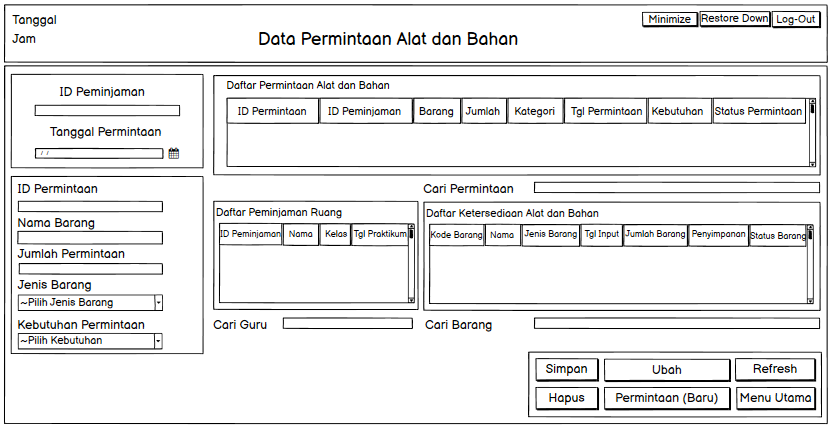 Tanggal
Jam
Data Permintaan Alat dan Bahan
Minimize Restore Down Log-Out
ID Peminjaman
Tanggal Permintaan
/ /
ID Permintaan
Nama Barang
Jumlah Permintaan
Jenis Barang
~Pilih Jenis Barang
Kebutuhan Permintaan
~Pilih Kebutuhan
Daftar Permintaan Alat dan Bahan
ID Permintaan ID Peminjaman Barang Jumlah Kategori Tgl Permintaan Kebutuhan Status Permintaan
Cari Permintaan
Daftar Peminjaman Ruang
ID Peminjaman Nama Kelas Tgl Praktikum
Cari Guru
Daftar Ketersediaan Alat dan Bahan
Kode Barang Nama Jenis Barang Tgl Input Jumlah Barang Penyimpanan Status Barang
Cari Barang
Simpan Ubah Refresh
Hapus Permintaan (Baru) Menu Utama